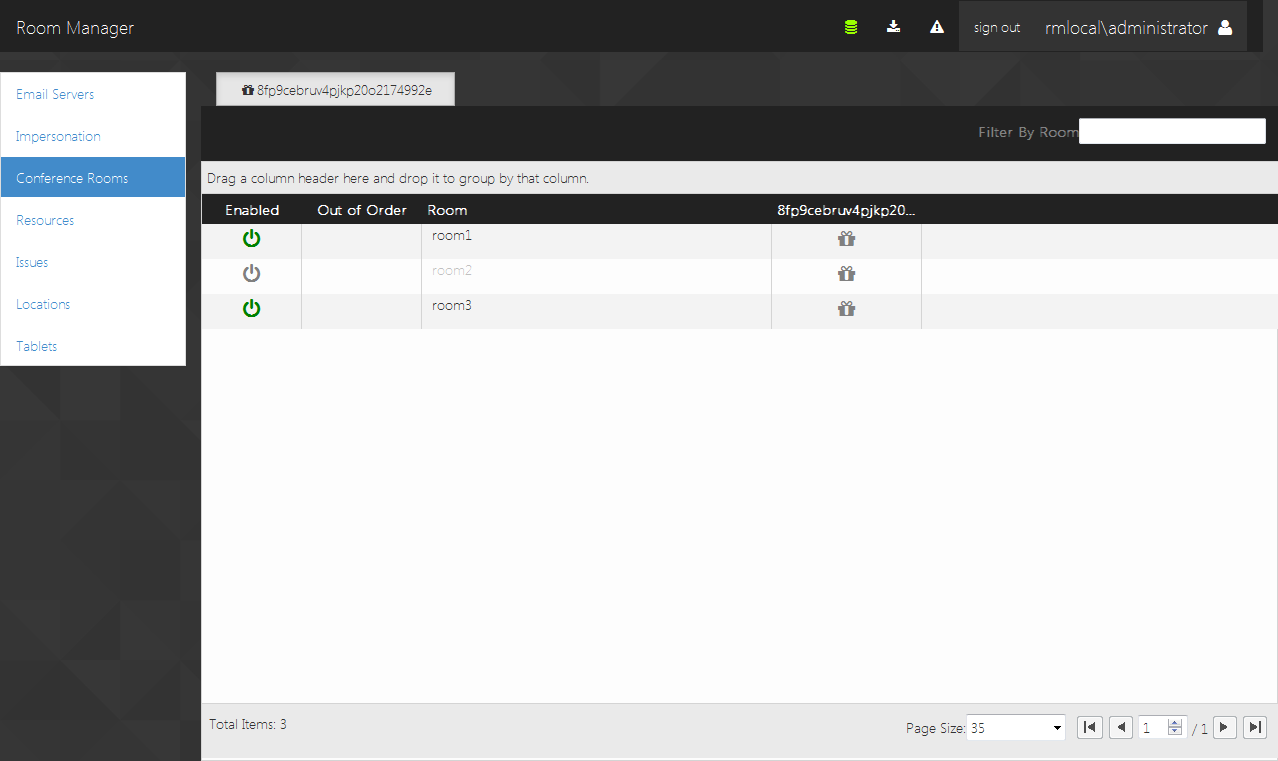 Room Manager
sign out
rmlocal\administrator
Email Servers
Impersonation
Conference Rooms
Resources
Issues
Locations
Tablets
8fp9cebruv4pjkp20o2174992e
Filter By Room
Drag a column header here and drop it to group by that column.
Enabled Out of Order Room 8fp9cebruv4pjkp20...
room1
room2
room3
Total Items: 3
Page Size: 35 1 / 1